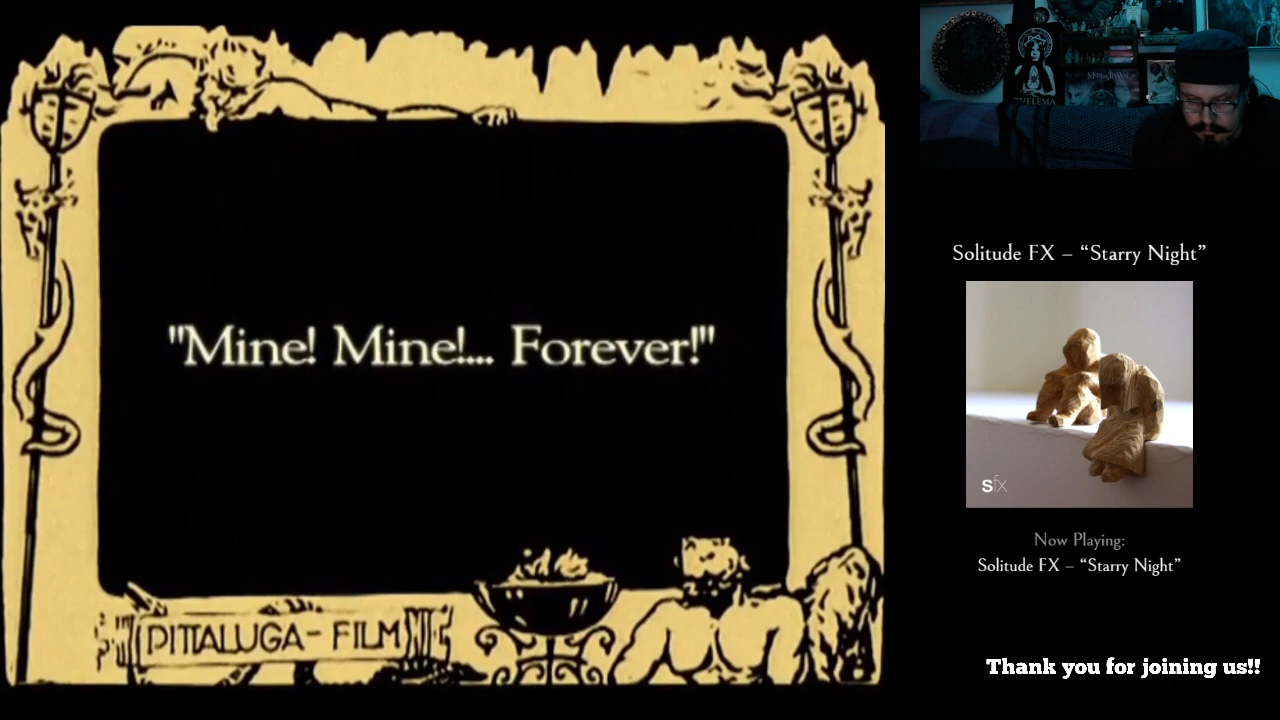 "Mine! Mine!... Forever!"
PITTALUGA - FILM
THELEMA
Solitude FX – “Starry Night”
sfx
Now Playing:
Solitude FX – “Starry Night”
Thank you for joining us!!